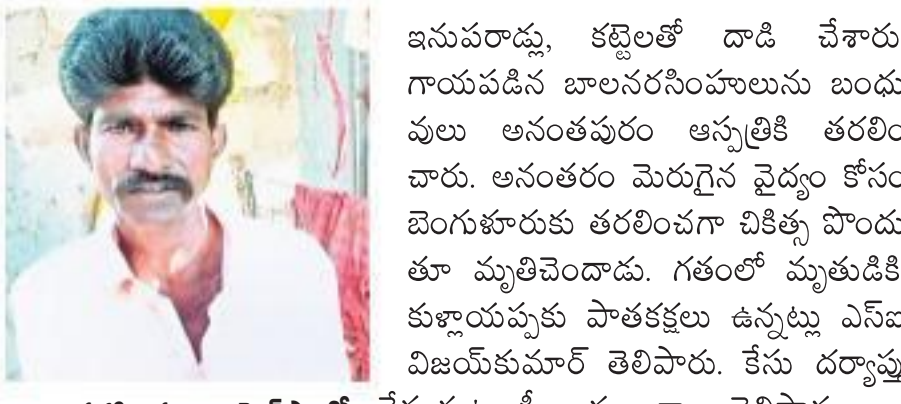 ఇనుపరాడ్లు, కట్టెలతో దాడి చేశారు
గాయపడిన బాలనరసింహులును బంధు
వులు అనంతపురం ఆస్పత్రికి తరలిం
చారు. అనంతరం మెరుగైన వైద్యం కోసం
బెంగుళూరుకు తరలించగా చికిత్స పొందు
తూ మృతిచెందాడు. గతంలో మృతుడికి
కుళ్లాయప్పకు పాతకక్షలు ఉన్నట్లు ఎస్ఐ
విజయ్‌కుమార్ తెలిపారు. కేసు దర్యాప్తు